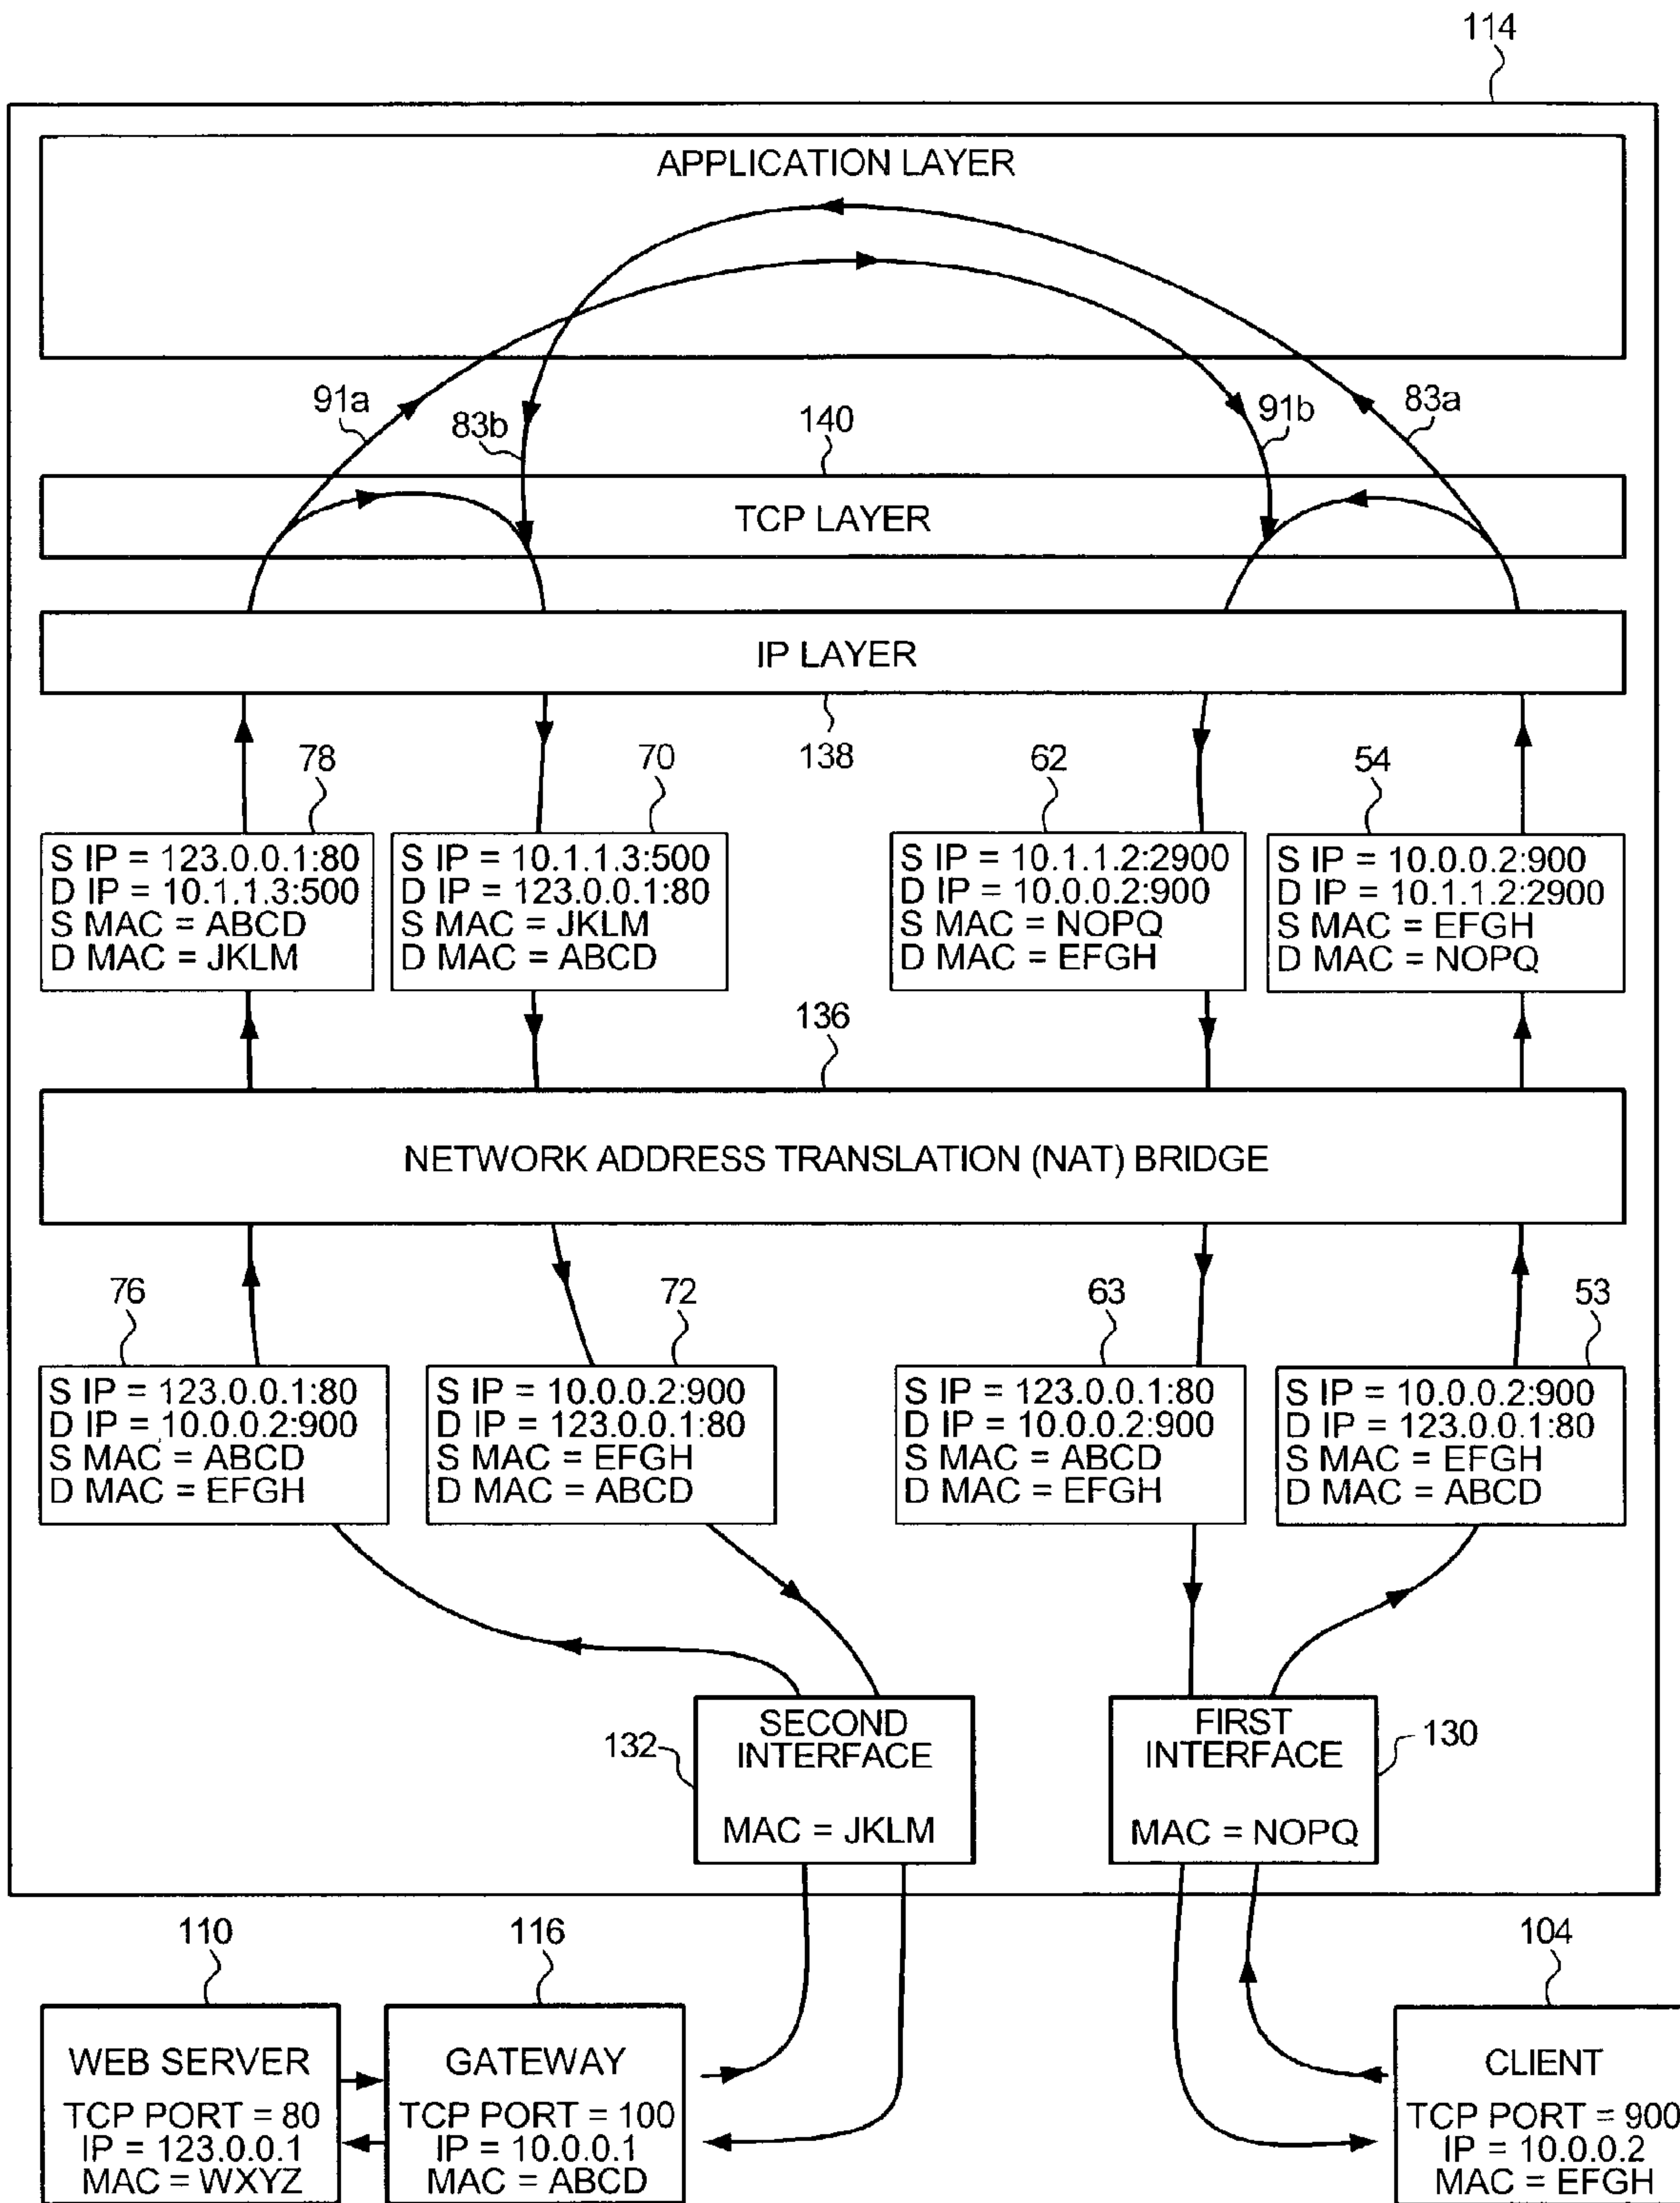 114
APPLICATION LAYER
91a
83b
140
91b
83a
TCP LAYER
IP LAYER
78
70
138
62
54
S IP = 123.0.0.1:80
D IP = 10.1.1.3:500
S MAC = ABCD
D MAC = JKLM
S IP = 10.1.1.3:500
D IP = 123.0.0.1:80
S MAC = JKLM
D MAC = ABCD
S IP = 10.1.1.2:2900
D IP = 10.0.0.2:900
S MAC = NOPQ
D MAC = EFGH
S IP = 10.0.0.2:900
D IP = 10.1.1.2:2900
S MAC = EFGH
D MAC = NOPQ
136
NETWORK ADDRESS TRANSLATION (NAT) BRIDGE
76
72
63
53
S IP = 123.0.0.1:80
D IP = 10.0.0.2:900
S MAC = ABCD
D MAC = EFGH
S IP = 10.0.0.2:900
D IP = 123.0.0.1:80
S MAC = EFGH
D MAC = ABCD
S IP = 123.0.0.1:80
D IP = 10.0.0.2:900
S MAC = ABCD
D MAC = EFGH
S IP = 10.0.0.2:900
D IP = 123.0.0.1:80
S MAC = EFGH
D MAC = ABCD
132
SECOND
INTERFACE
MAC = JKLM
FIRST
INTERFACE
MAC = NOPQ
130
110
116
104
WEB SERVER
TCP PORT = 80
IP = 123.0.0.1
MAC = WXYZ
GATEWAY
TCP PORT = 100
IP = 10.0.0.1
MAC = ABCD
CLIENT
TCP PORT = 900
IP = 10.0.0.2
MAC = EFGH